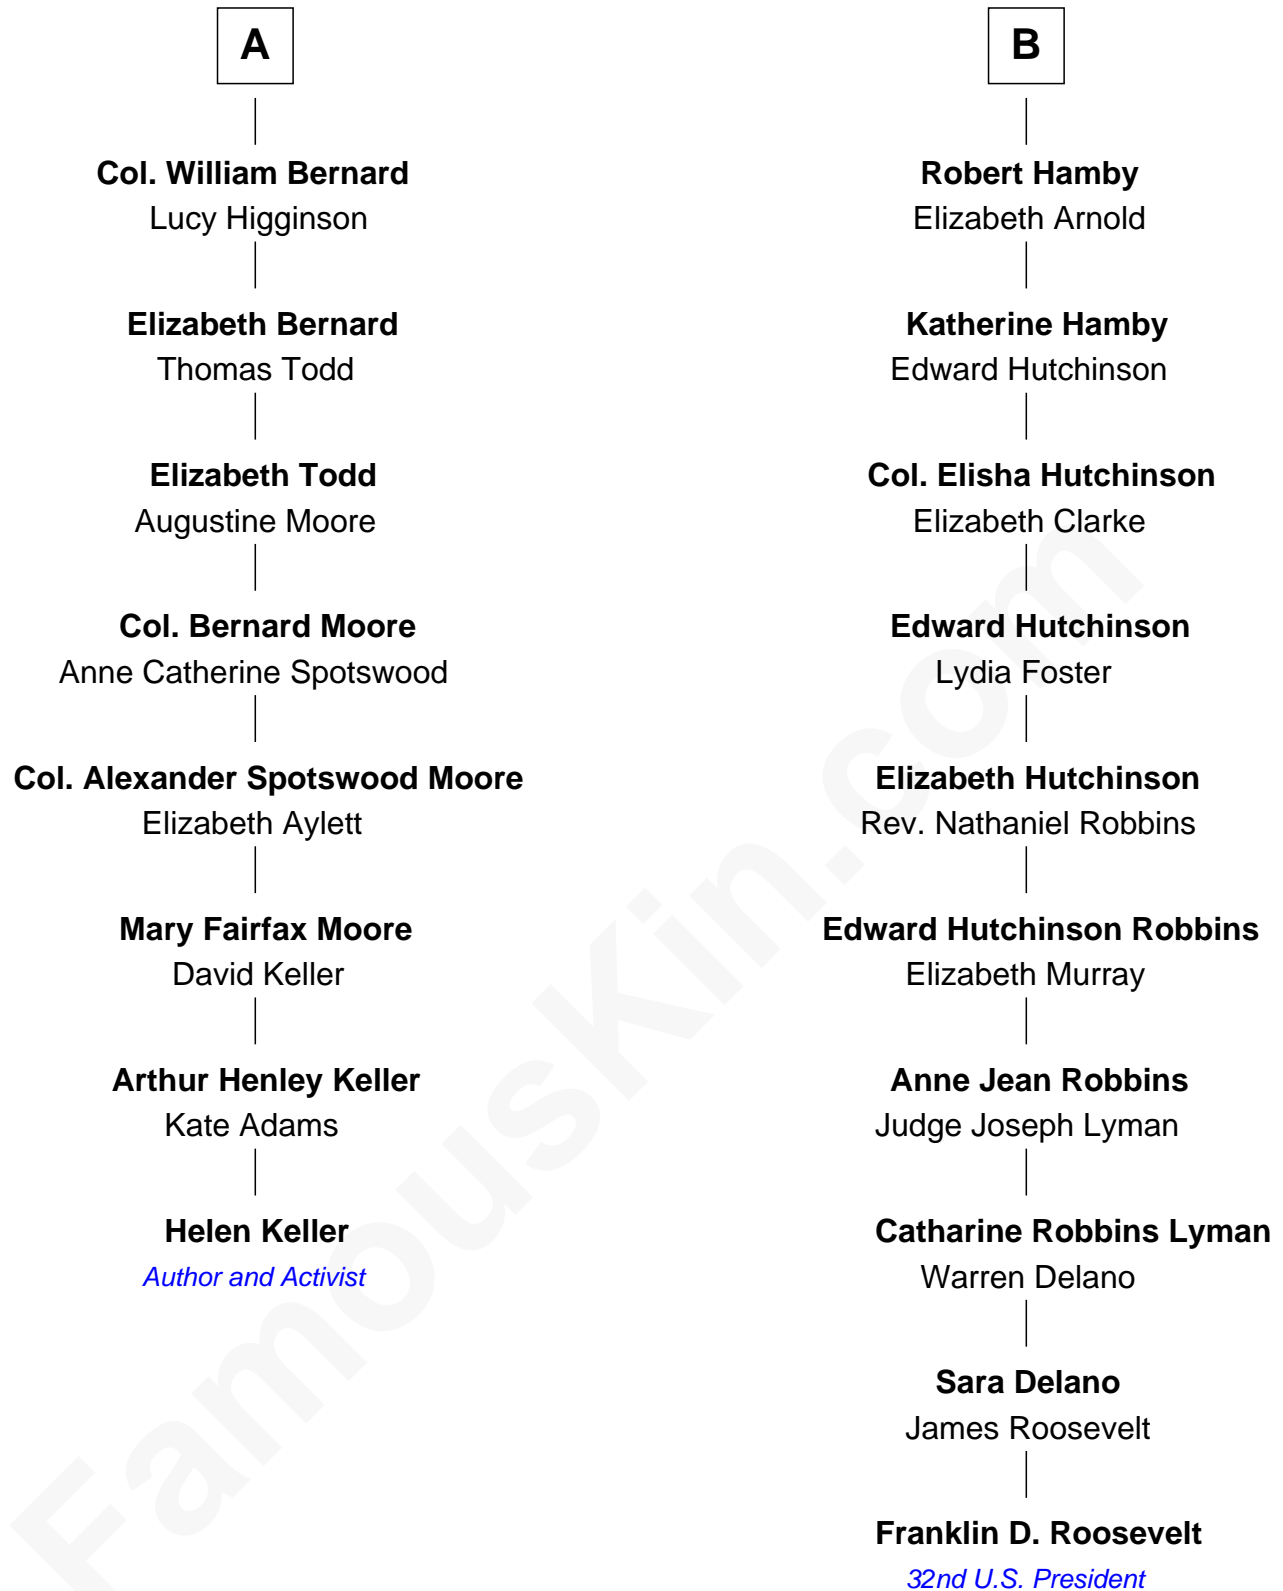 A
Col. William Bernard
Lucy Higginson
Elizabeth Bernard
Thomas Todd
Elizabeth Todd
Augustine Moore
Col. Bernard Moore
Anne Catherine Spotswood
Col. Alexander Spotswood Moore
Elizabeth Aylett
Mary Fairfax Moore
David Keller
Arthur Henley Keller
Kate Adams
Helen Keller
Author and Activist
B
Robert Hamby
Elizabeth Arnold
Katherine Hamby
Edward Hutchinson
Col. Elisha Hutchinson
Elizabeth Clarke
Edward Hutchinson
Lydia Foster
Elizabeth Hutchinson
Rev. Nathaniel Robbins
Edward Hutchinson Robbins
Elizabeth Murray
Anne Jean Robbins
Judge Joseph Lyman
Catharine Robbins Lyman
Warren Delano
Sara Delano
James Roosevelt
Franklin D. Roosevelt
32nd U.S. President
FamousKin.com